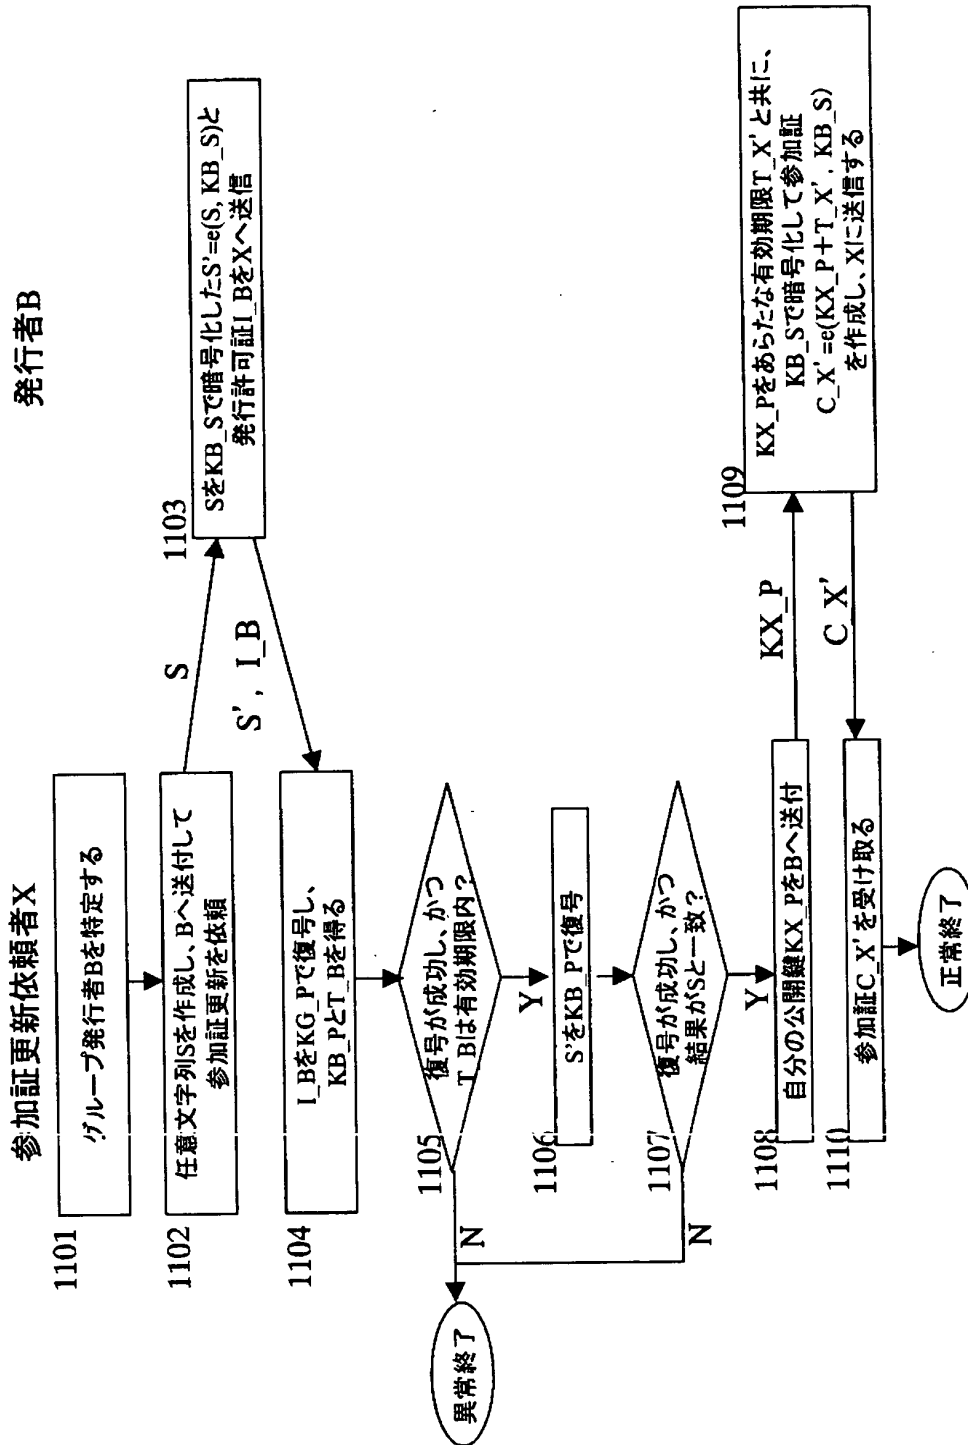 参加証更新依頼者X
発行者B
1101
グループ発行者Bを特定する
1102
任意文字列Sを作成し、Bへ送付して
参加証更新を依頼
S
1103
SをKB_Sで暗号化したS'=e(S, KB_S)と
発行許可証I_BをXへ送信
S', I_B
1104
I_BをKG_Pで復号し、
KB_PとT_Bを得る
1105
復号が成功し、かつ
T_Bは有効期限内?
N
Y
異常終了
1106
S'をKB_Pで復号
1107
復号が成功し、かつ
結果がSと一致?
N
Y
1108
自分の公開鍵KX_PをBへ送付
KX_P
1109
KX_Pをあらたな有効期限T_X'と共に、
KB_Sで暗号化して参加証
C_X'=e(KX_P+T_X', KB_S)
を作成し、Xに送信する
C_X'
1110
参加証C_X'を受け取る
正常終了